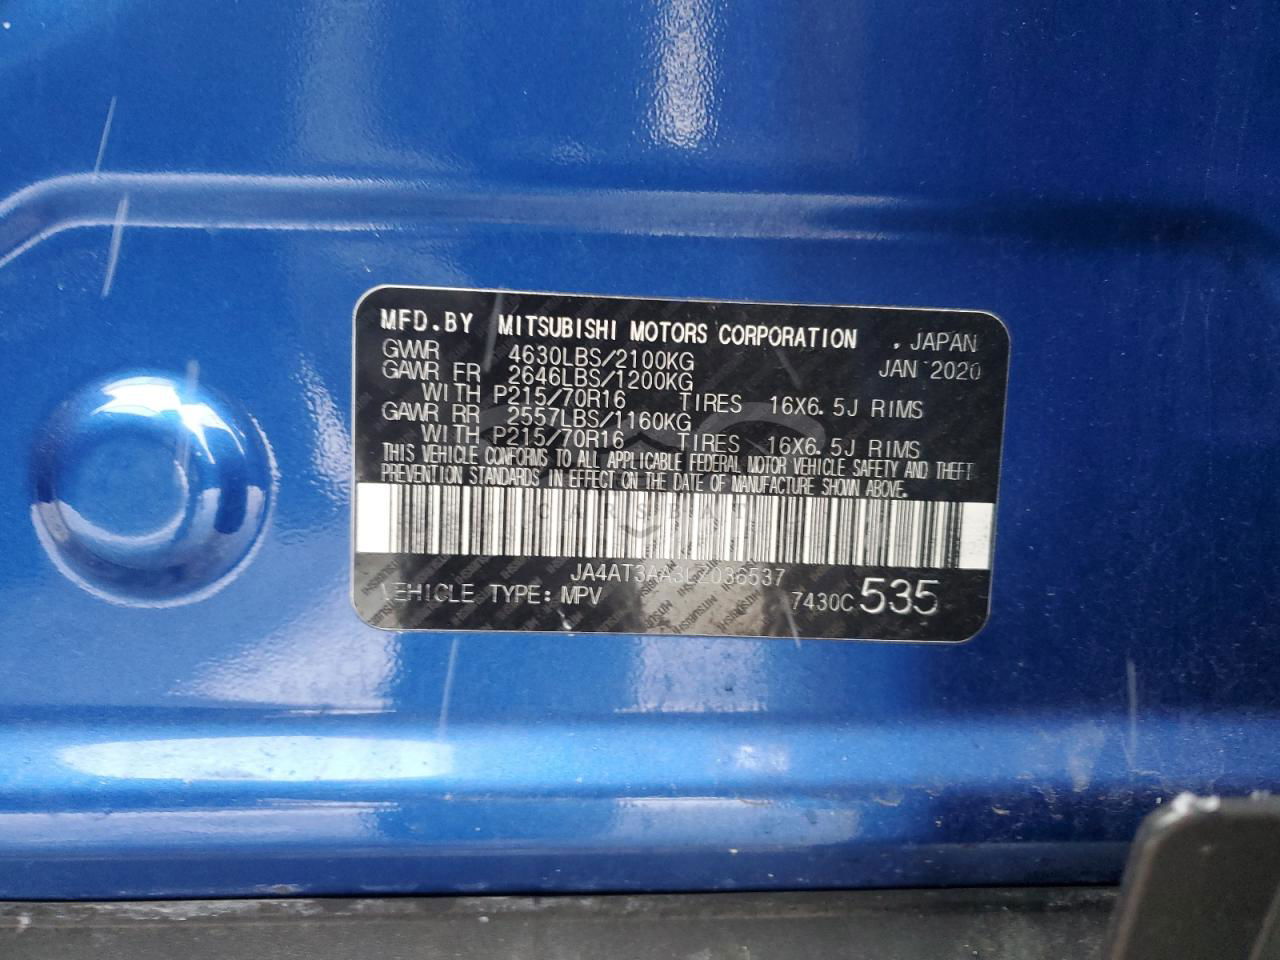 MFD.BY MITSUBISHI MOTORS CORPORATION , JAPAN
GVWR 4630LBS/2100KG JAN 2020
GAWR FR 2646LBS/1200KG
WITH P215/70R16 TIRES 16X6.5J RIMS
GAWR RR 2557LBS/1160KG
WITH P215/70R16 TIRES 16X6.5J RIMS
THIS VEHICLE CONFORMS TO ALL APPLICABLE FEDERAL MOTOR VEHICLE SAFETY AND THEFT
PREVENTION STANDARDS IN EFFECT ON THE DATE OF MANUFACTURE SHOWN ABOVE.
CARSBAT
JA4AT3AA3LZ036537
VEHICLE TYPE: MPV 7430C 535